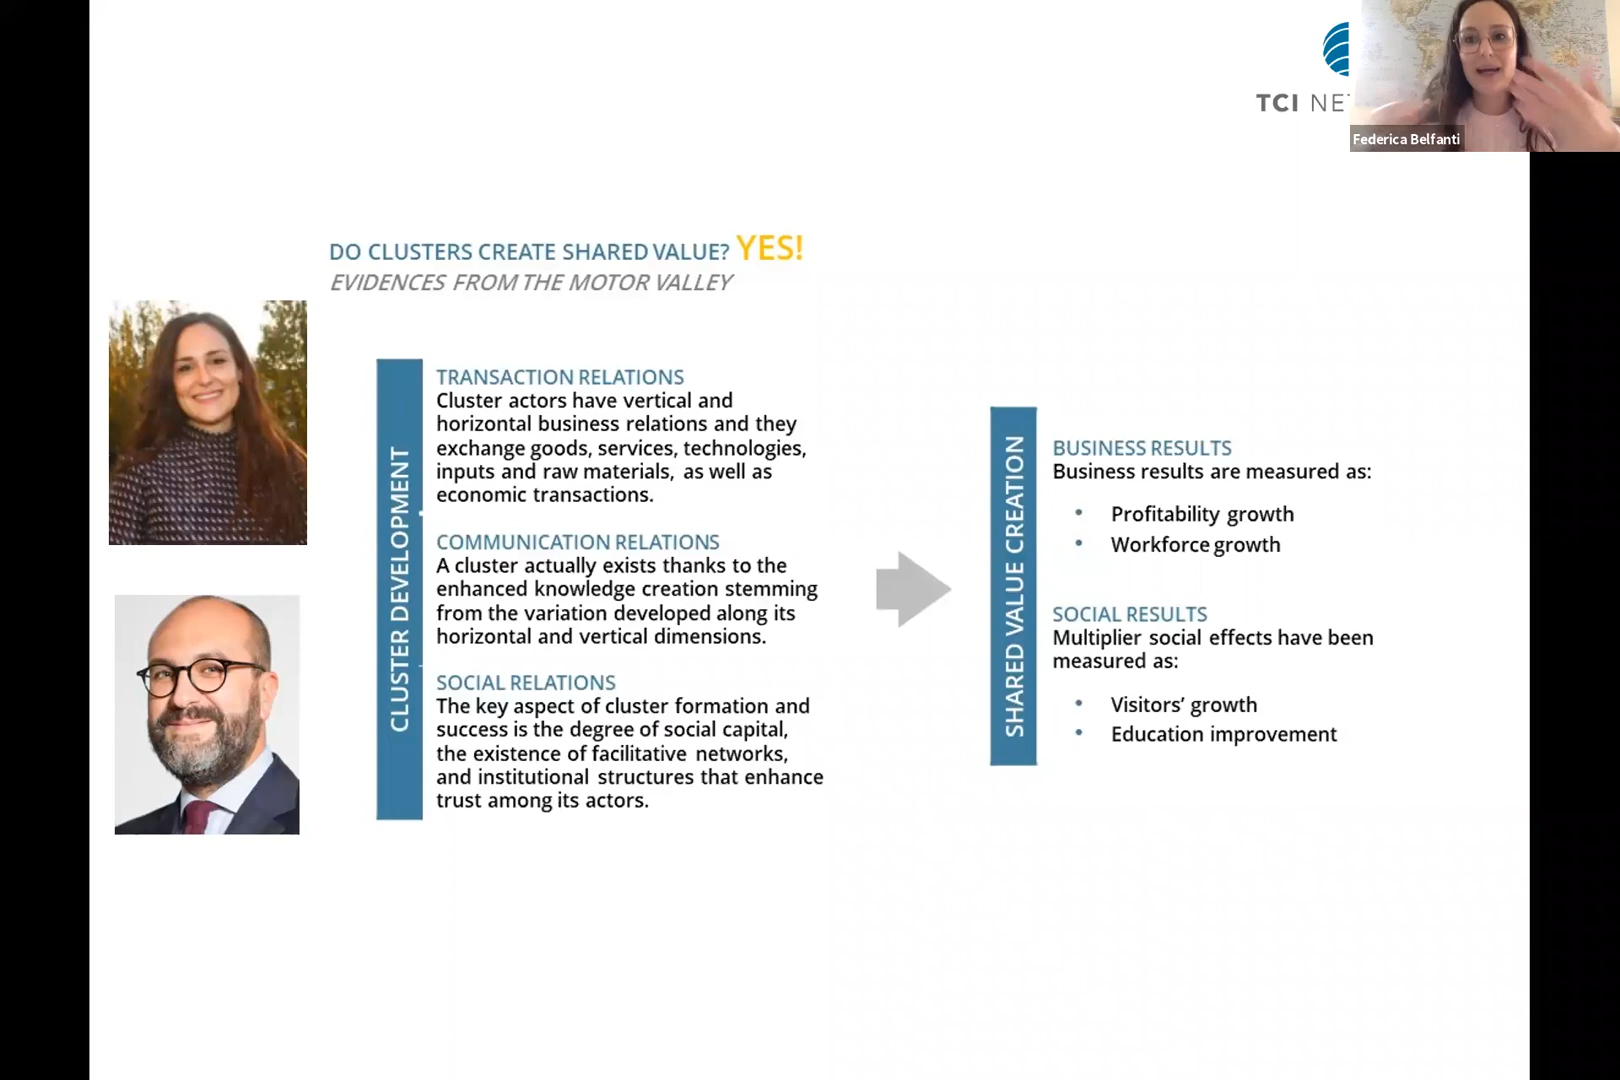 TCI NET
Federica Belfanti
DO CLUSTERS CREATE SHARED VALUE? YES!
EVIDENCES FROM THE MOTOR VALLEY
CLUSTER DEVELOPMENT
TRANSACTION RELATIONS
Cluster actors have vertical and
horizontal business relations and they
exchange goods, services, technologies,
inputs and raw materials, as well as
economic transactions.
COMMUNICATION RELATIONS
A cluster actually exists thanks to the
enhanced knowledge creation stemming
from the variation developed along its
horizontal and vertical dimensions.
SOCIAL RELATIONS
The key aspect of cluster formation and
success is the degree of social capital,
the existence of facilitative networks,
and institutional structures that enhance
trust among its actors.
SHARED VALUE CREATION
BUSINESS RESULTS
Business results are measured as:
• Profitability growth
• Workforce growth
SOCIAL RESULTS
Multiplier social effects have been
measured as:
• Visitors’ growth
• Education improvement